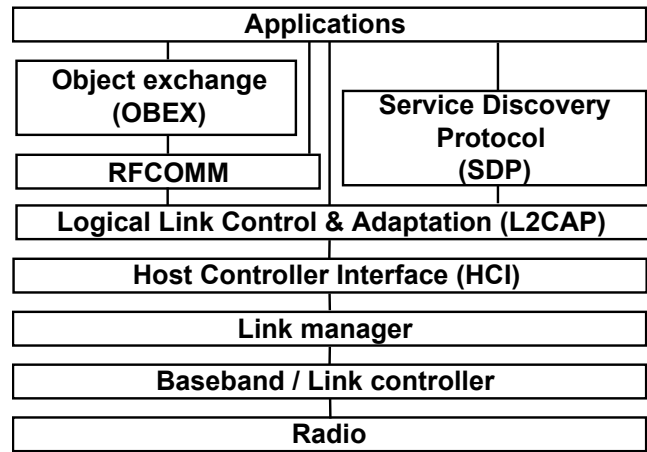 Applications
Object exchange
(OBEX)
Service Discovery
Protocol
(SDP)
RFCOMM
Logical Link Control & Adaptation (L2CAP)
Host Controller Interface (HCI)
Link manager
Baseband / Link controller
Radio